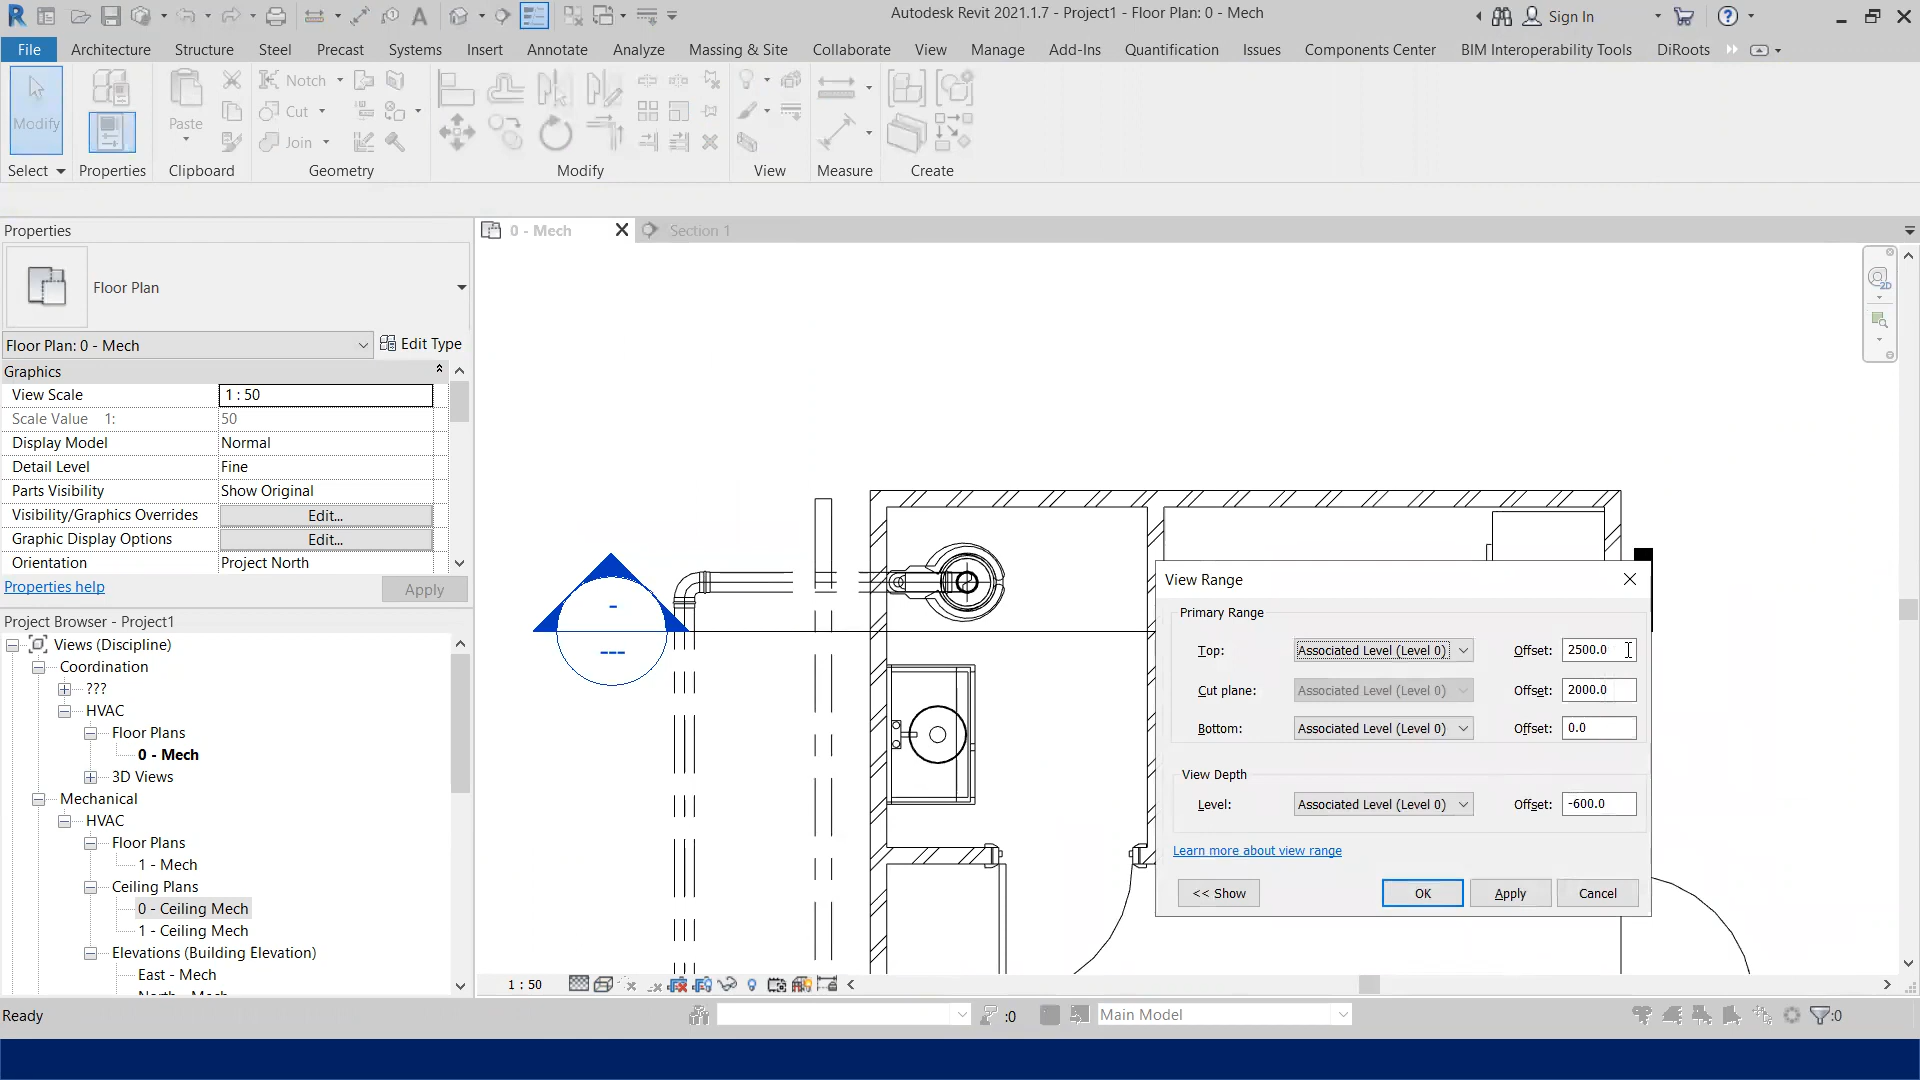 Autodesk Revit 2021.1.7 - Project1 - Floor Plan: 0 - Mech
Sign In
File Architecture Structure Steel Precast Systems Insert Annotate Analyze Massing & Site Collaborate View Manage Add-Ins Quantification Issues Components Center BIM Interoperability Tools DiRoots
Modify
Paste
Notch
Cut
Join
Select Properties Clipboard Geometry Modify View Measure Create
Properties
0 - Mech
Section 1
Floor Plan
Floor Plan: 0 - Mech
Edit Type
Graphics
View Scale 1 : 50
Scale Value 1: 50
Display Model Normal
Detail Level Fine
Parts Visibility Show Original
Visibility/Graphics Overrides Edit...
Graphic Display Options Edit...
Orientation Project North
Properties help
Apply
Project Browser - Project1
Views (Discipline)
Coordination
???
HVAC
Floor Plans
0 - Mech
3D Views
Mechanical
HVAC
Floor Plans
1 - Mech
Ceiling Plans
0 - Ceiling Mech
1 - Ceiling Mech
Elevations (Building Elevation)
East - Mech
North - Mech
-
---
2D
View Range
Primary Range
Top: Associated Level (Level 0) Offset: 2500.0
Cut plane: Associated Level (Level 0) Offset: 2000.0
Bottom: Associated Level (Level 0) Offset: 0.0
View Depth
Level: Associated Level (Level 0) Offset: -600.0
Learn more about view range
<< Show
OK
Apply
Cancel
1 : 50
Ready
:0
Main Model
:0